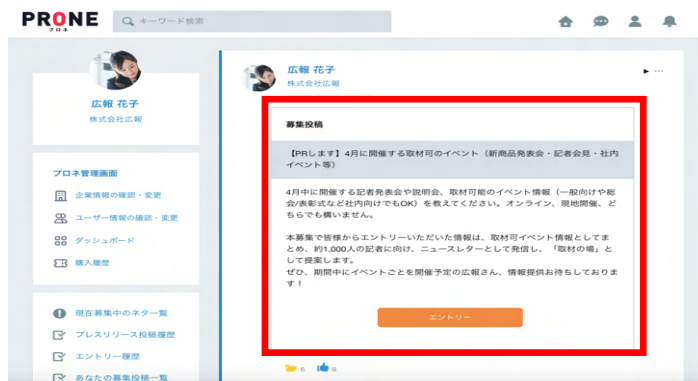 PRONE
プロネ
キーワード検索
広報 花子
株式会社広報
プロネ管理画面
企業情報の確認・変更
ユーザー情報の確認・変更
ダッシュボード
購入履歴
現在募集中のネタ一覧
プレスリリース投稿履歴
エントリー履歴
あなたの募集投稿一覧
広報 花子
株式会社広報
募集投稿
【PRします】4月に開催する取材可のイベント（新商品発表会・記者会見・社内
イベント等）
4月中に開催する記者発表会や説明会、取材可能のイベント情報（一般向けや総
会/表彰式など社内向けでもOK）を教えてください。オンライン、現地開催、ど
ちらでも構いません。
本募集で皆様からエントリーいただいた情報は、取材可イベント情報としてま
とめ、約1,000人の記者に向け、ニュースレターとして発信し、「取材の場」と
して提案します。
ぜひ、期間中にイベントごとを開催予定の広報さん、情報提供お待ちしておりま
す！
エントリー
6 6